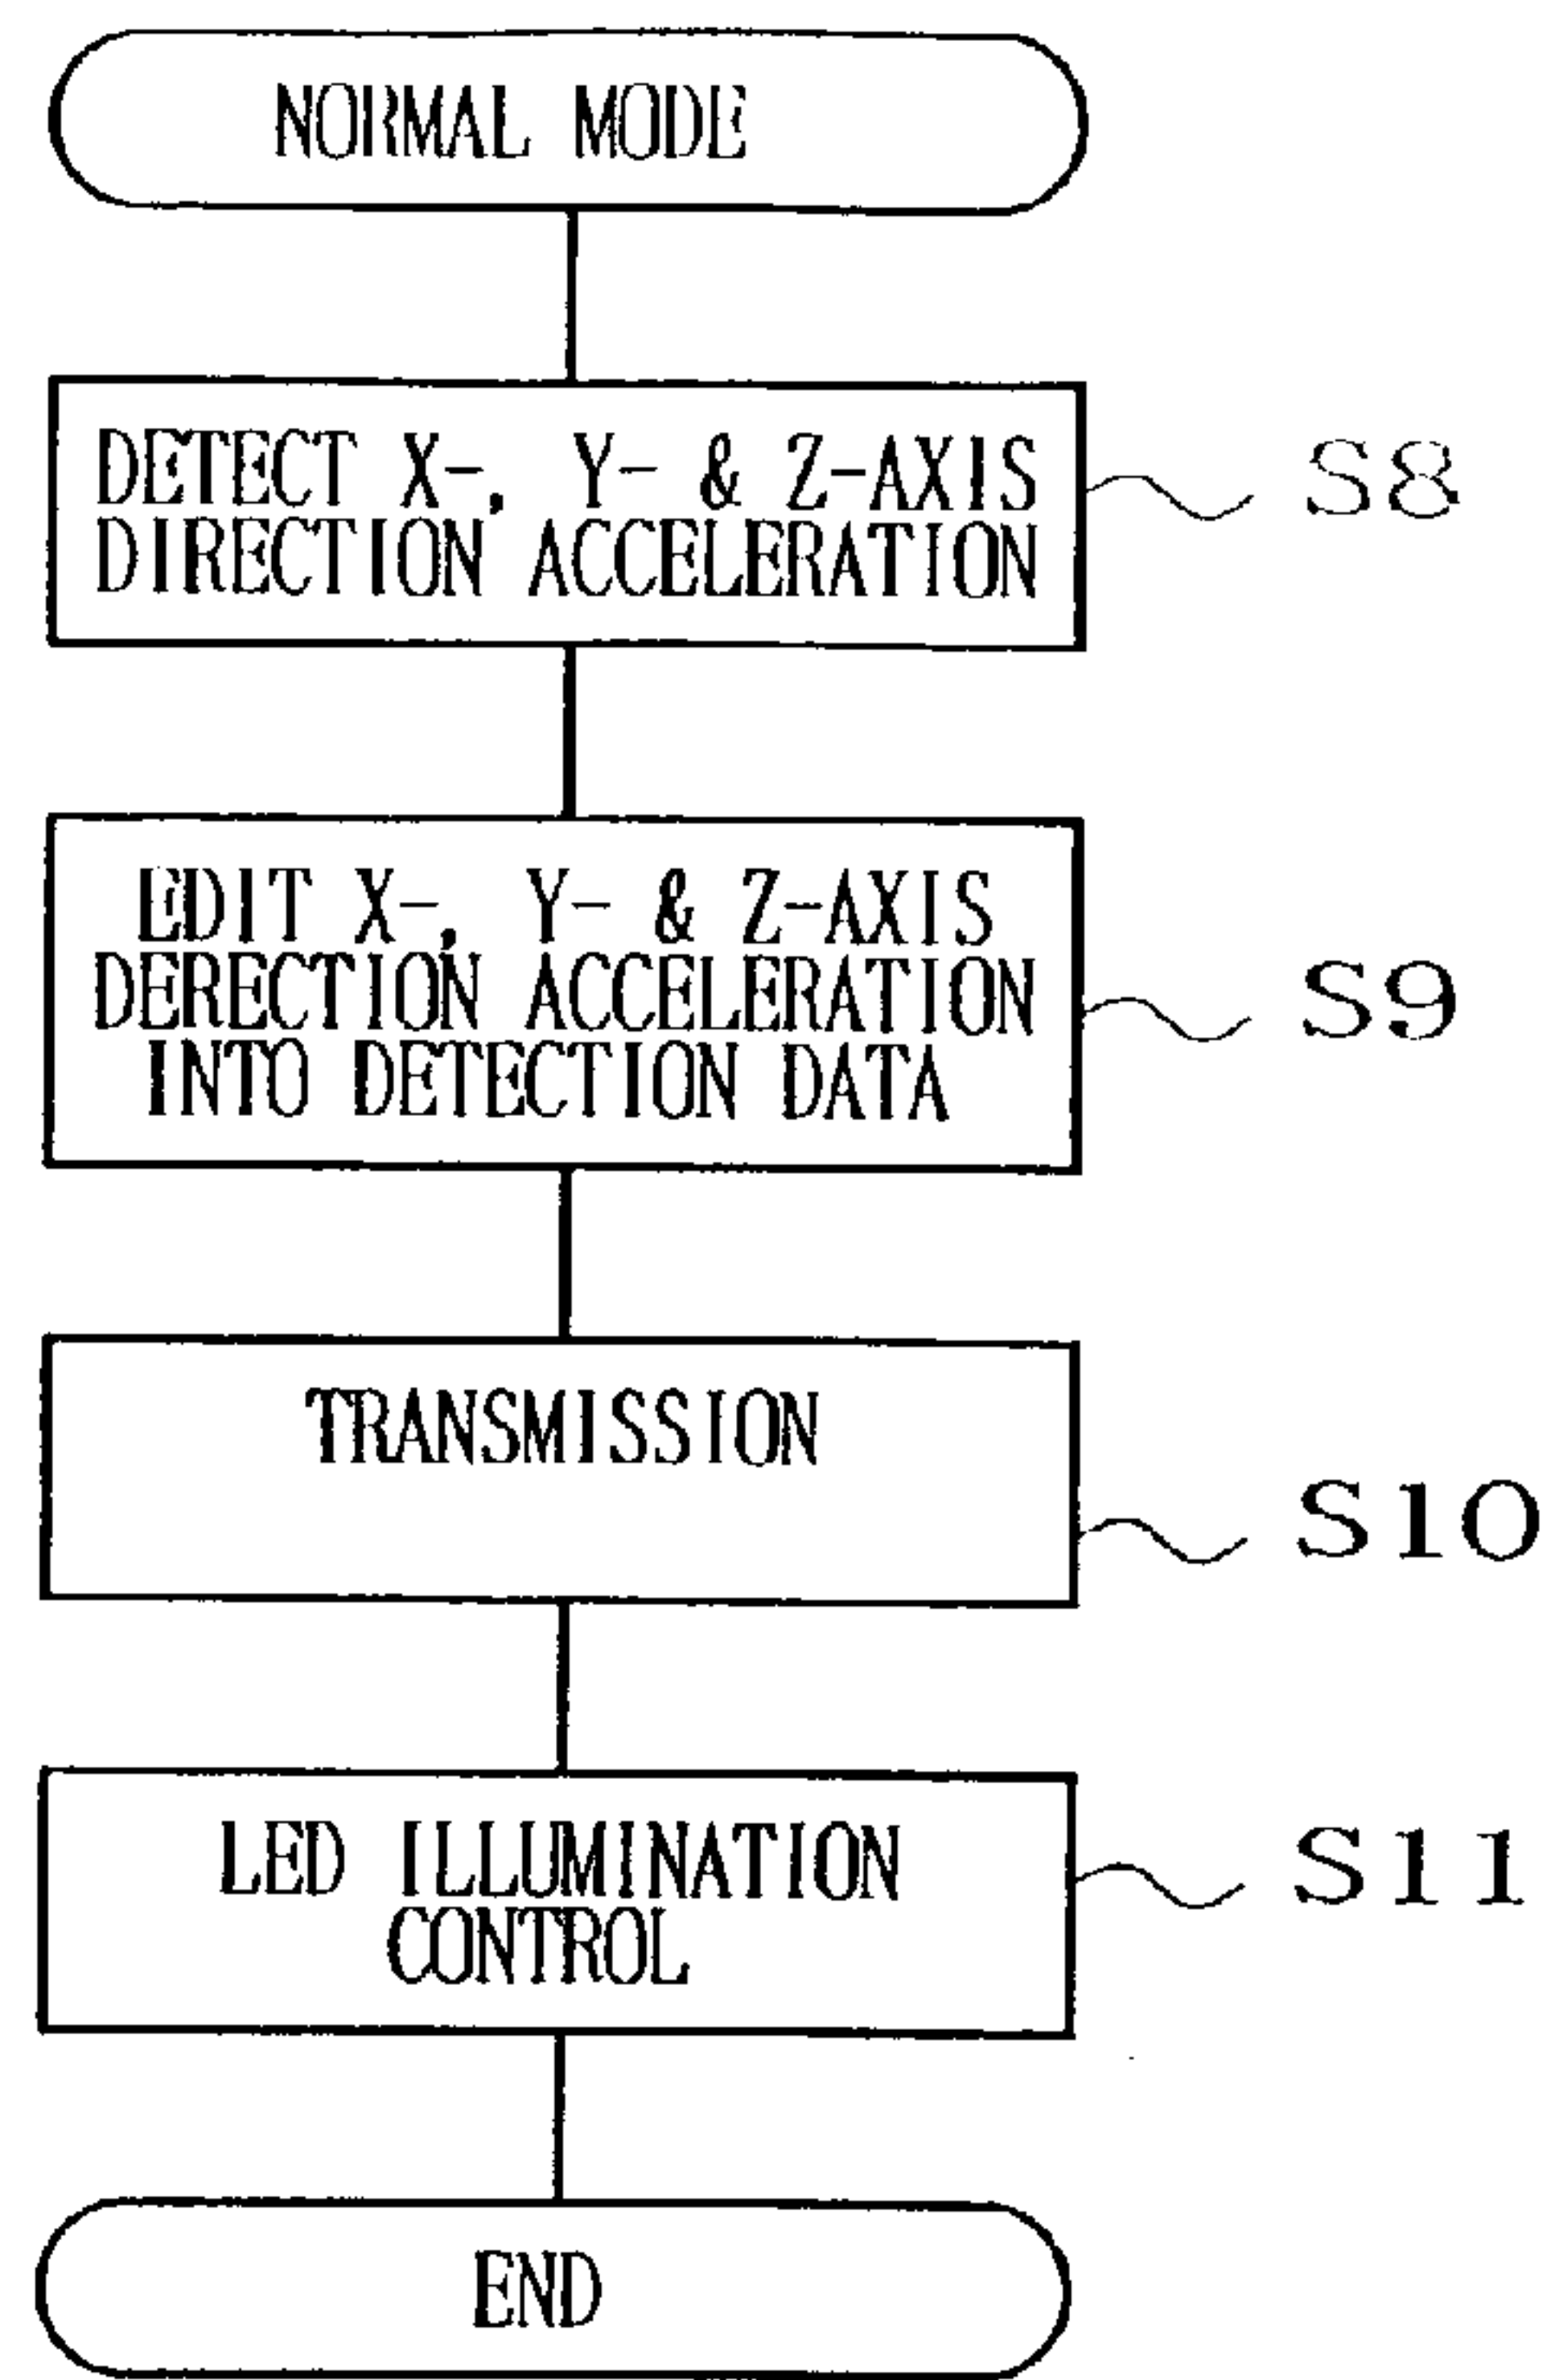 NORMAL MODE
DETECT X-, Y- & Z-AXIS
DIRECTION ACCELERATION
S8
EDIT X-, Y- & Z-AXIS
DERECTION ACCELERATION
INTO DETECTION DATA
S9
TRANSMISSION
S10
LED ILLUMINATION
CONTROL
S11
END